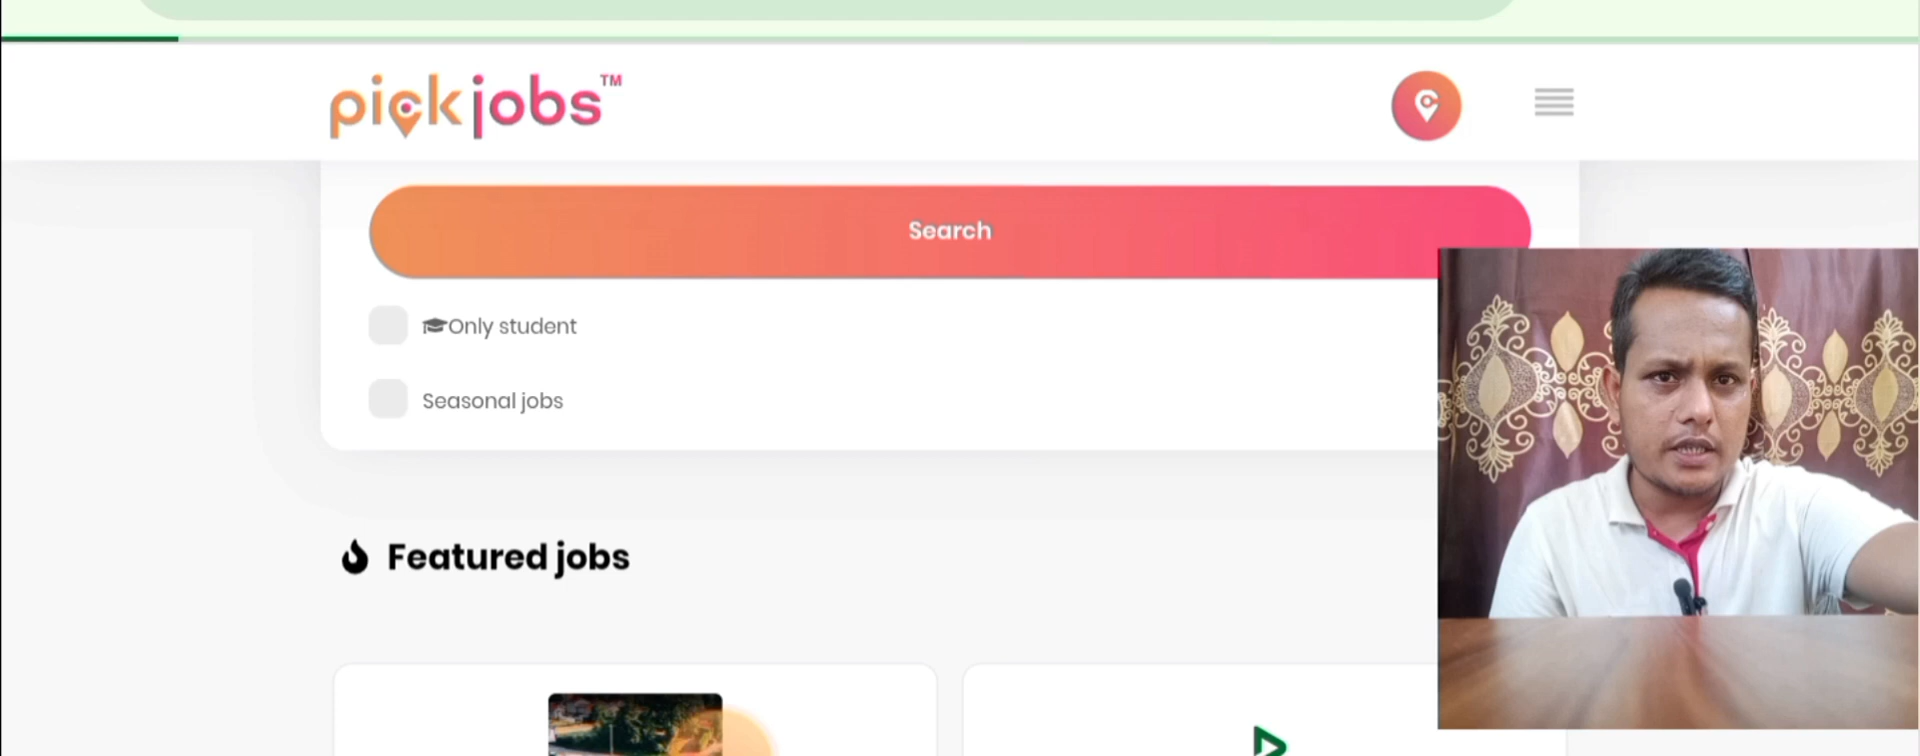 pickjobs™
Search
Only student
Seasonal jobs
Featured jobs